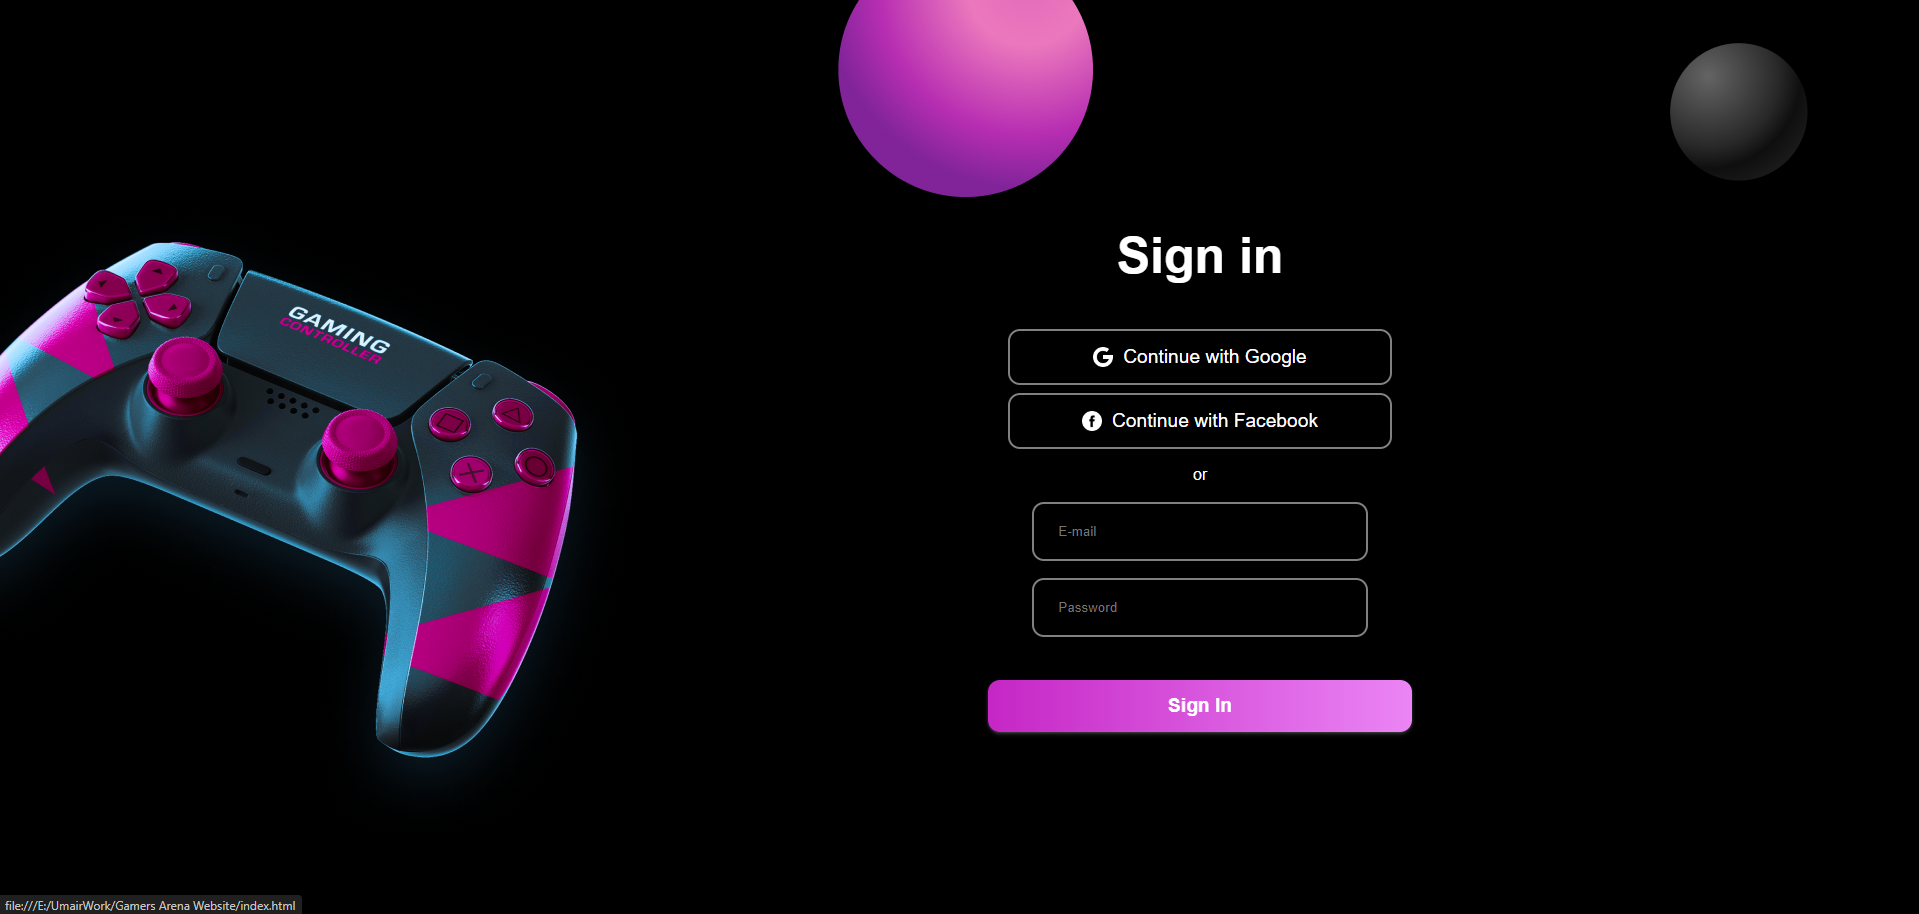 GAMING
CONTROLLER
Sign in
Continue with Google
Continue with Facebook
or
E-mail
Password
Sign In
file:///E:/UmairWork/Gamers Arena Website/index.html